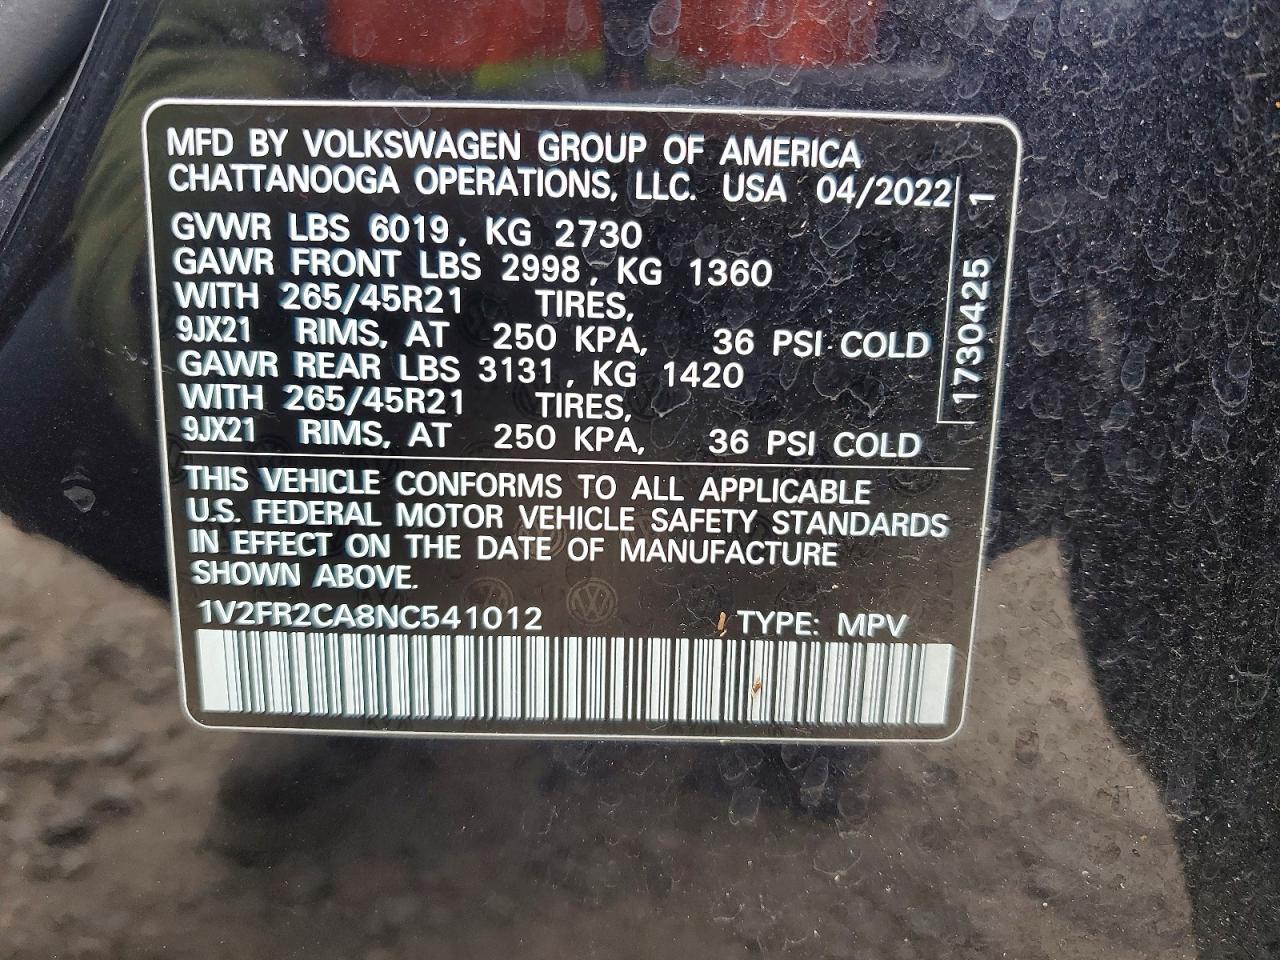 MFD BY VOLKSWAGEN GROUP OF AMERICA
CHATTANOOGA OPERATIONS, LLC. USA 04/2022
GVWR LBS 6019, KG 2730
GAWR FRONT LBS 2998, KG 1360
WITH 265/45R21 TIRES,
9JX21 RIMS, AT 250 KPA, 36 PSI COLD
GAWR REAR LBS 3131, KG 1420
WITH 265/45R21 TIRES,
9JX21 RIMS, AT 250 KPA, 36 PSI COLD
1730425 1
THIS VEHICLE CONFORMS TO ALL APPLICABLE
U.S. FEDERAL MOTOR VEHICLE SAFETY STANDARDS
IN EFFECT ON THE DATE OF MANUFACTURE
SHOWN ABOVE.
1V2FR2CA8NC541012 TYPE: MPV